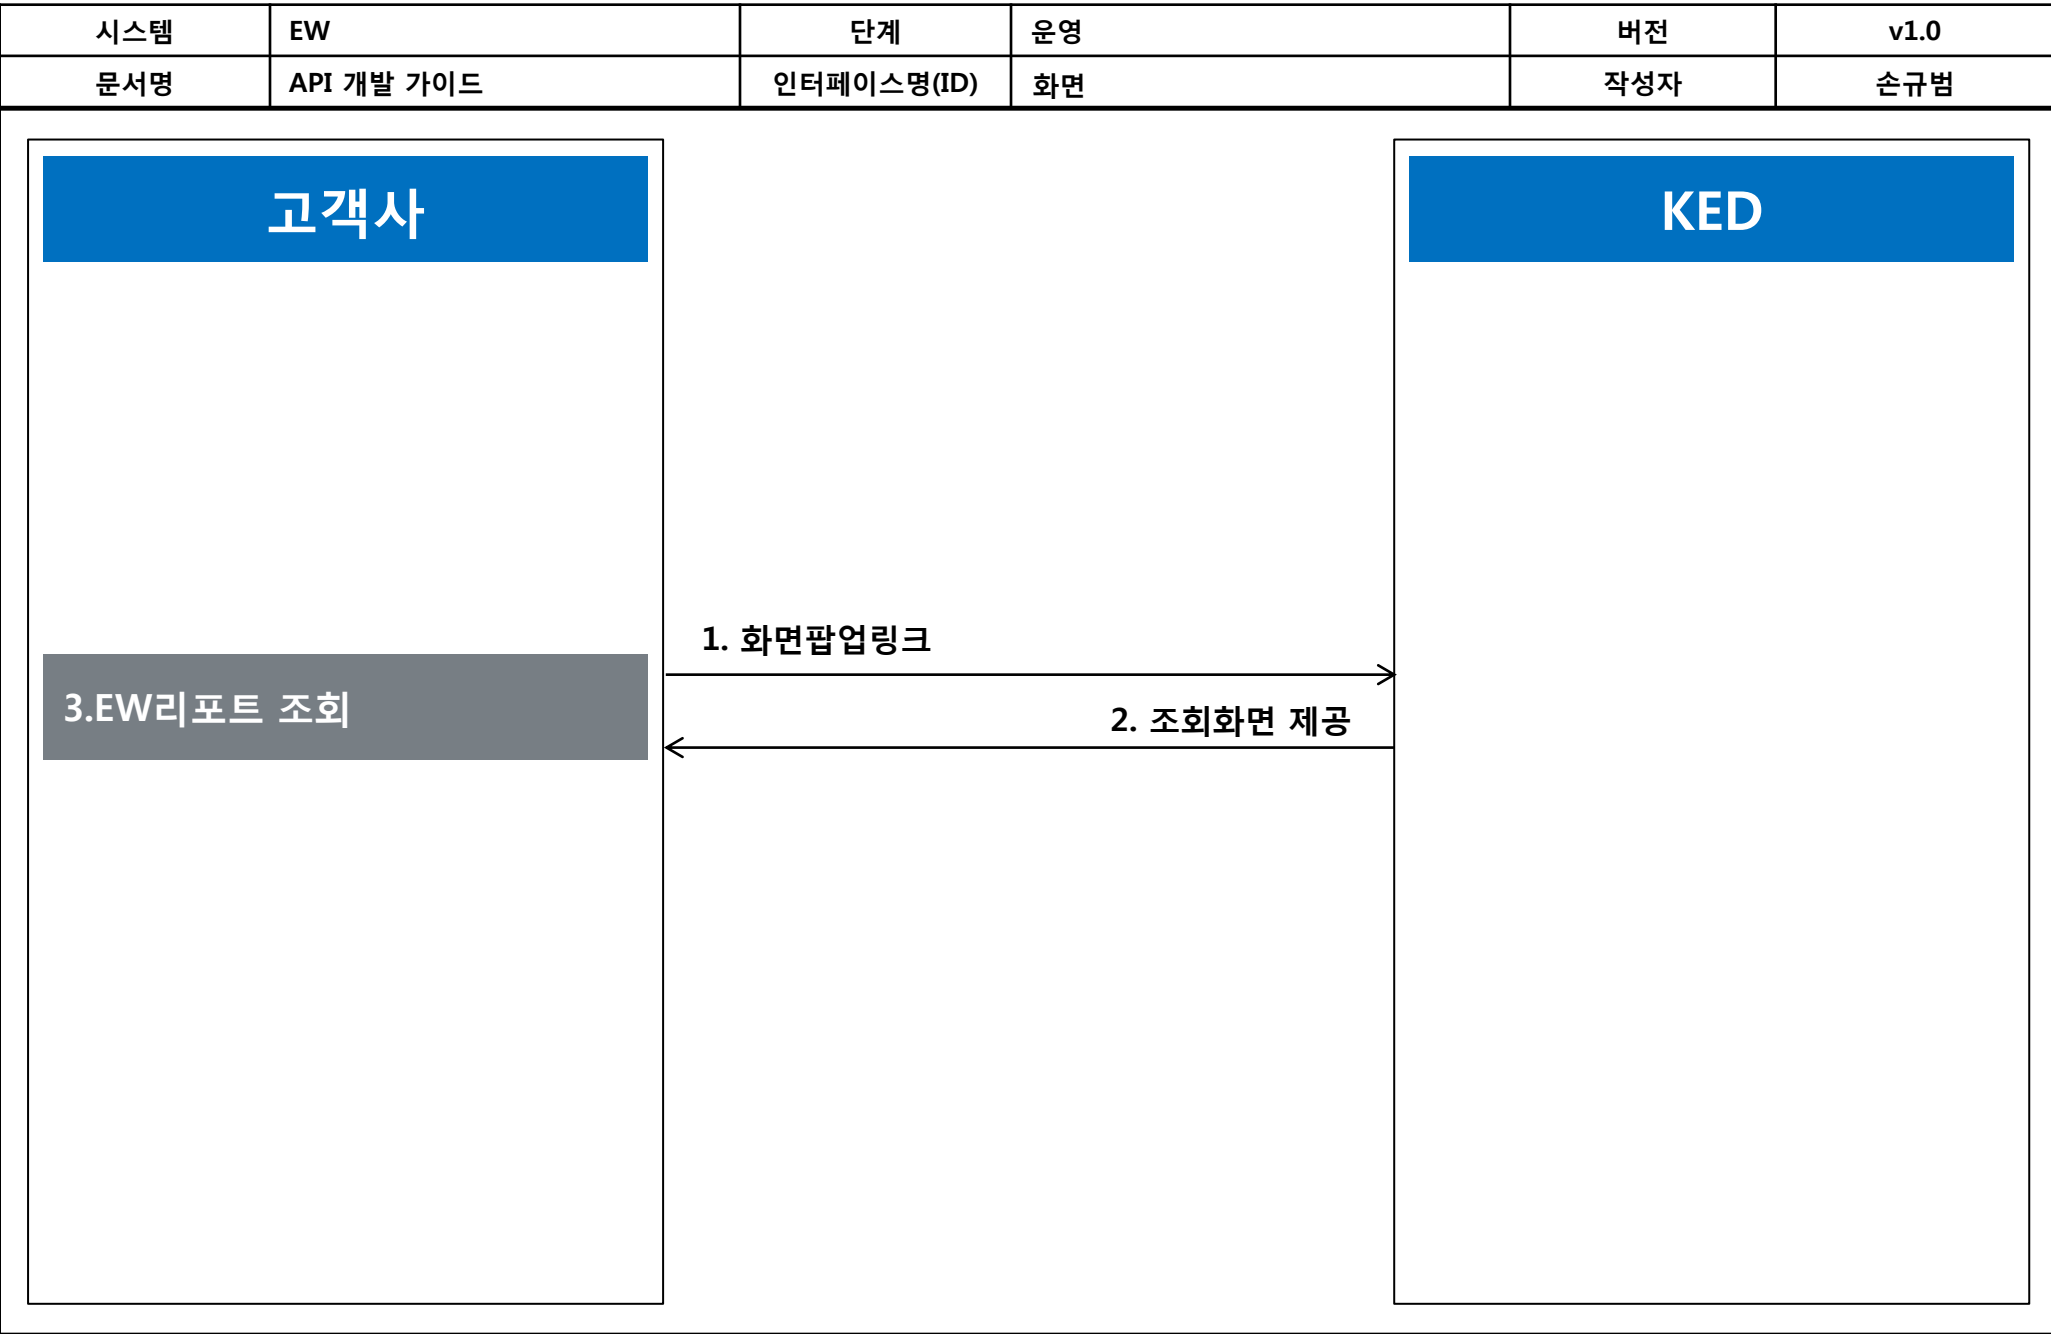 시스템 EW 단계 운영 버전 v1.0
문서명 API 개발 가이드 인터페이스명(ID) 화면 작성자 손규범
고객사 KED
1. 화면팝업링크
3.EW리포트 조회
2. 조회화면 제공